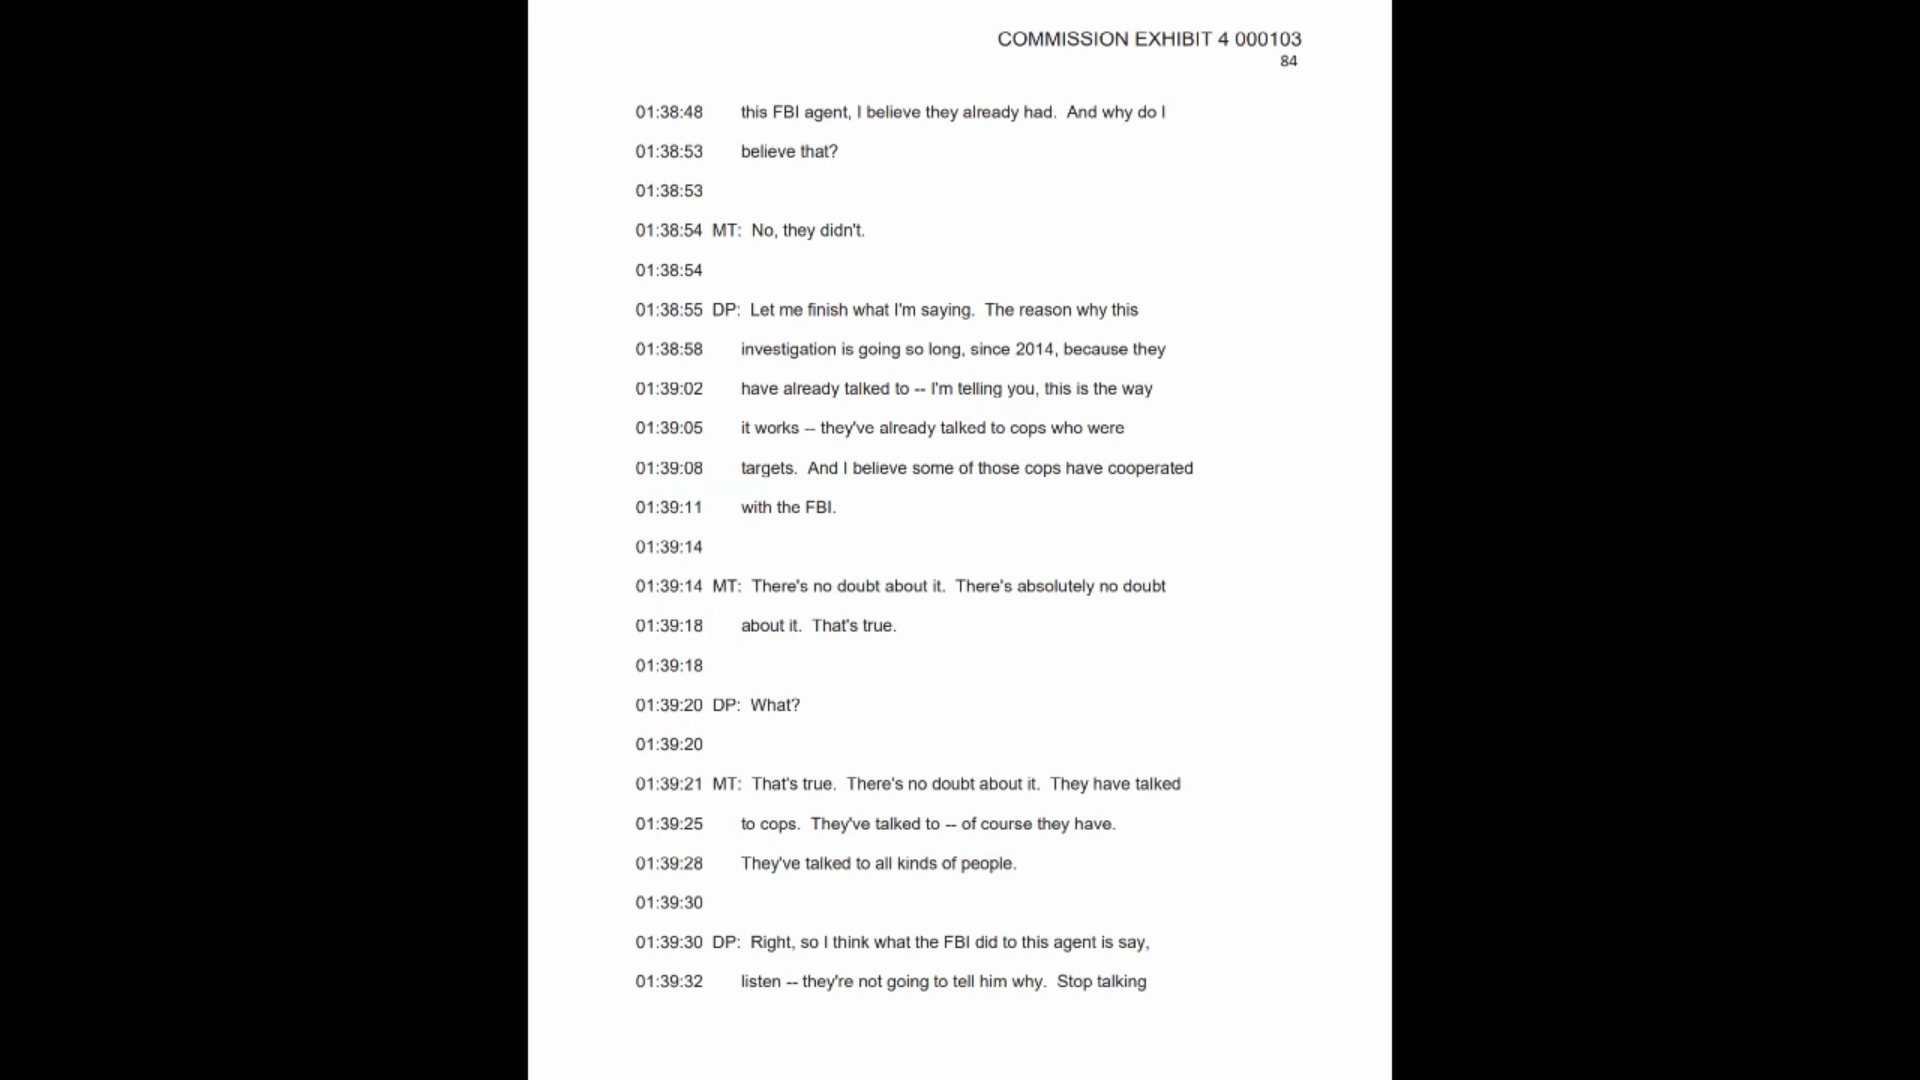 COMMISSION EXHIBIT 4 000103
84
01:38:48 this FBI agent, I believe they already had. And why do I
01:38:53 believe that?
01:38:53
01:38:54 MT: No, they didn't.
01:38:54
01:38:55 DP: Let me finish what I'm saying. The reason why this
01:38:58 investigation is going so long, since 2014, because they
01:39:02 have already talked to -- I'm telling you, this is the way
01:39:05 it works -- they've already talked to cops who were
01:39:08 targets. And I believe some of those cops have cooperated
01:39:11 with the FBI.
01:39:14
01:39:14 MT: There's no doubt about it. There's absolutely no doubt
01:39:18 about it. That's true.
01:39:18
01:39:20 DP: What?
01:39:20
01:39:21 MT: That's true. There's no doubt about it. They have talked
01:39:25 to cops. They've talked to -- of course they have.
01:39:28 They've talked to all kinds of people.
01:39:30
01:39:30 DP: Right, so I think what the FBI did to this agent is say,
01:39:32 listen -- they're not going to tell him why. Stop talking